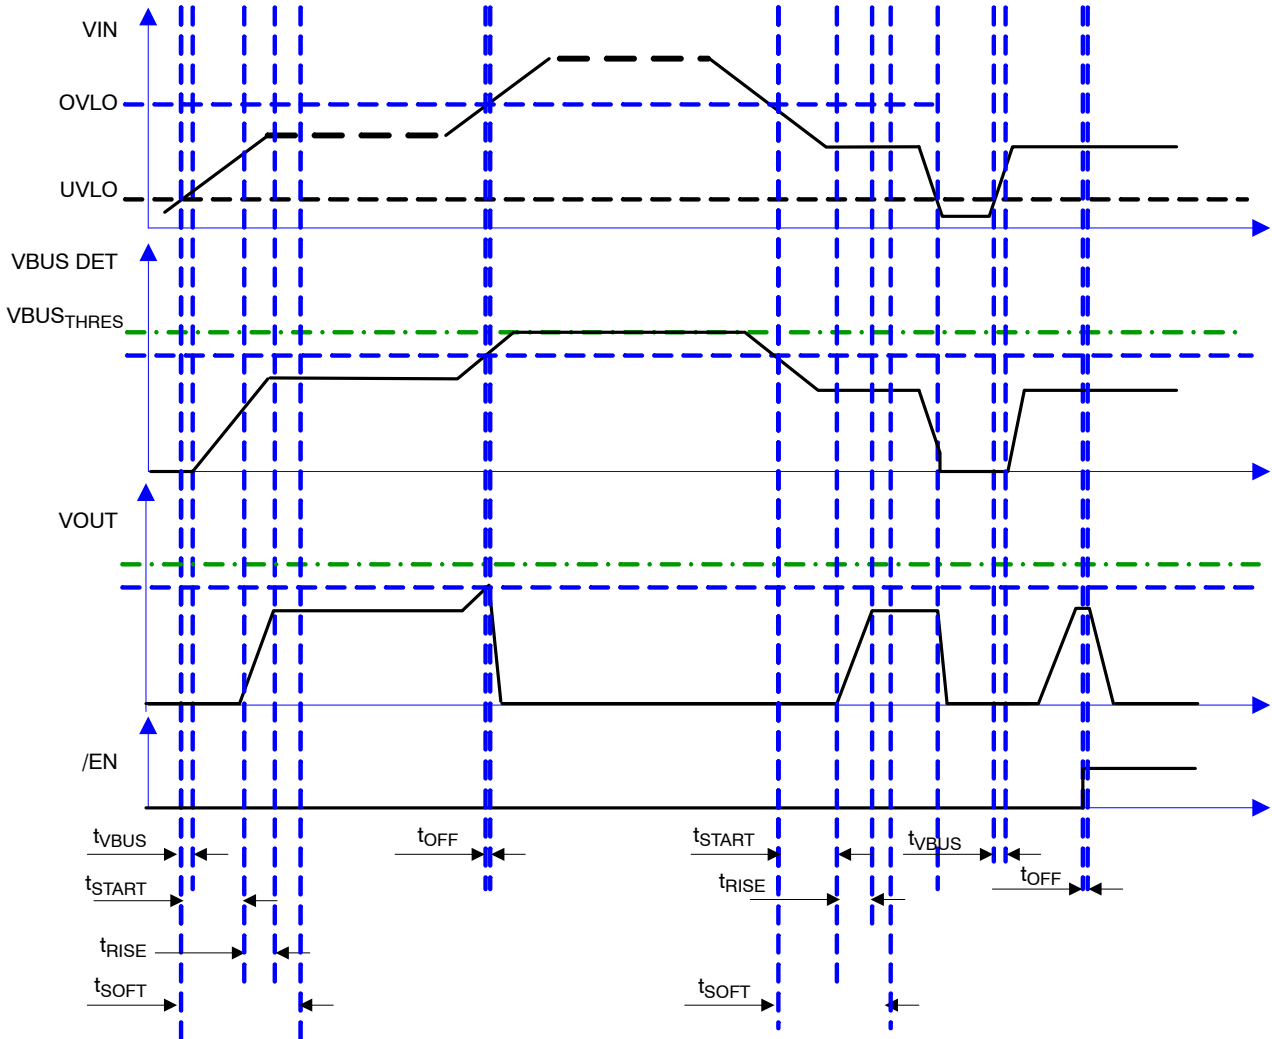 VIN
OVLO
UVLO
VBUS DET
VBUSTHRES
VOUT
/EN
tVBUS
tOFF
tSTART
tVBUS
tSTART
tRISE
tOFF
tRISE
tSOFT
tSOFT